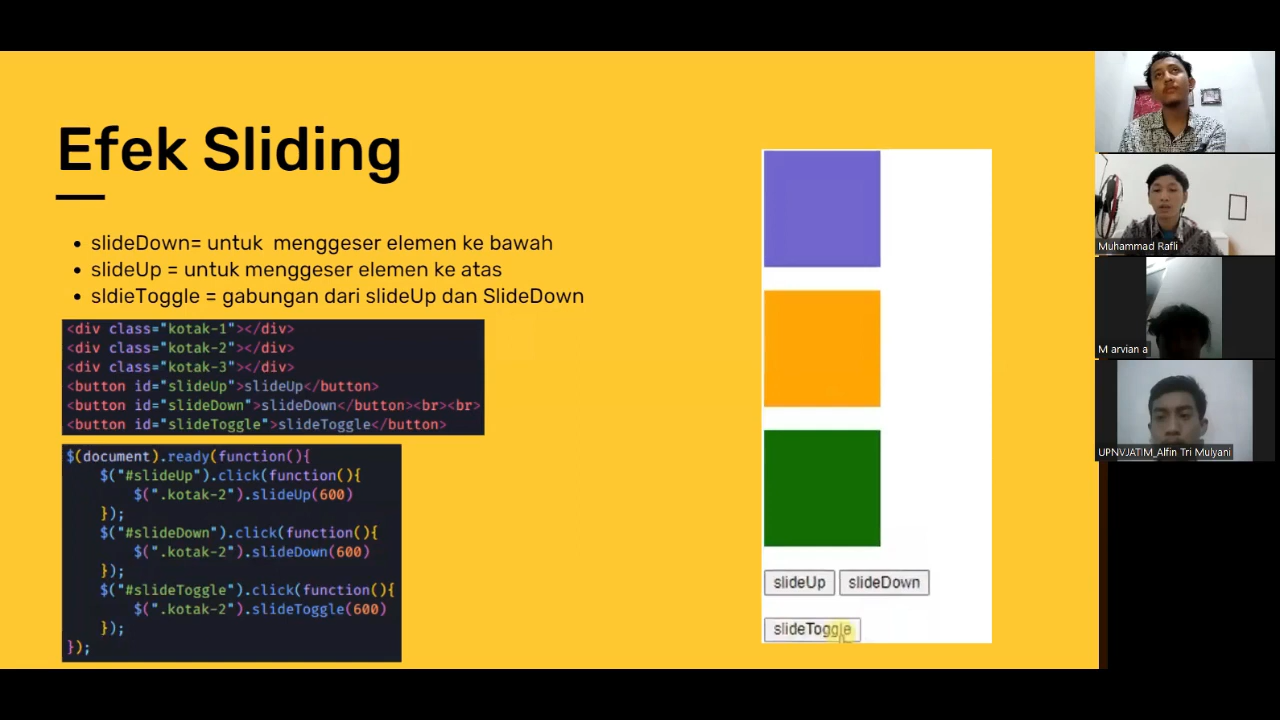 Efek Sliding
slideDown= untuk  menggeser elemen ke bawah
slideUp = untuk menggeser elemen ke atas
sldieToggle = gabungan dari slideUp dan SlideDown
<div class="kotak-1"></div>
<div class="kotak-2"></div>
<div class="kotak-3"></div>
<button id="slideUp">slideUp</button>
<button id="slideDown">slideDown</button><br><br>
<button id="slideToggle">slideToggle</button>
$(document).ready(function(){
    $("#slideUp").click(function(){
        $(".kotak-2").slideUp(600)
    });
    $("#slideDown").click(function(){
        $(".kotak-2").slideDown(600)
    });
    $("#slideToggle").click(function(){
        $(".kotak-2").slideToggle(600)
    });
});
slideUp slideDown
slideToggle
Muhammad Rafli
M arvian a
UPNVJATIM_Alfin Tri Mulyani